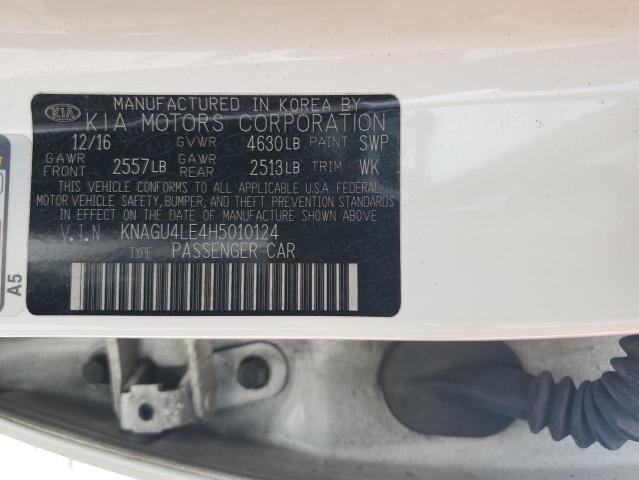 KIA MANUFACTURED IN KOREA BY
KIA MOTORS CORPORATION
12/16 GVWR 4630LB PAINT SWP
GAWR FRONT 2557LB GAWR REAR 2513LB TRIM WK
THIS VEHICLE CONFORMS TO ALL APPLICABLE U.S.A FEDERAL
MOTOR VEHICLE SAFETY, BUMPER, AND THEFT PREVENTION STANDARDS
IN EFFECT ON THE DATE OF MANUFACTURE SHOWN ABOVE
V.I.N KNAGU4LE4H5010124
TYPE PASSENGER CAR
A5